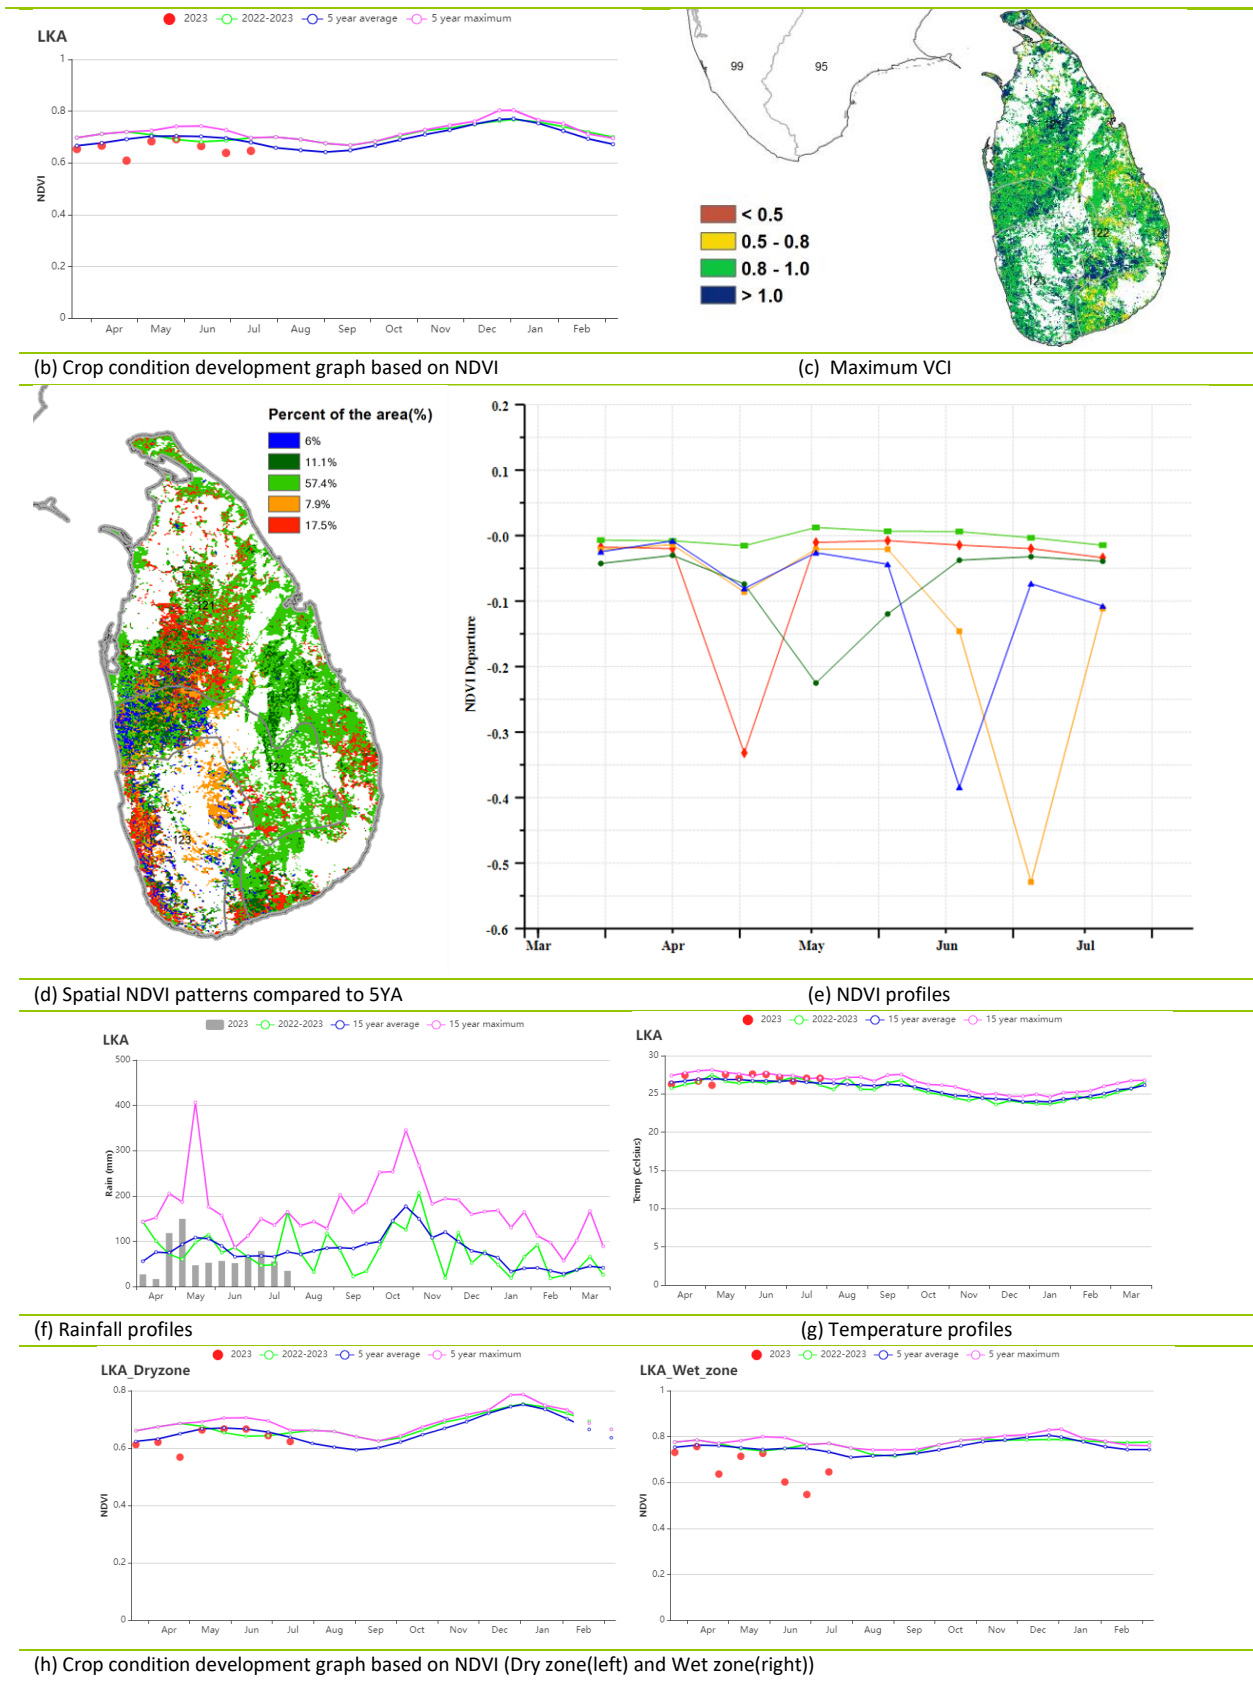 2023 2022-2023 5 year average 5 year maximum
LKA
1
0.8
0.6
0.4
0.2
0
NDVI
Apr May Jun Jul Aug Sep Oct Nov Dec Jan Feb
99 95
< 0.5
0.5 - 0.8
0.8 - 1.0
> 1.0
122
123
(b) Crop condition development graph based on NDVI (c) Maximum VCI
Percent of the area(%)
6%
11.1%
57.4%
7.9%
17.5%
121
122
123
0.2
0.1
-0.0
-0.1
-0.2
-0.3
-0.4
-0.5
-0.6
NDVI Departure
Mar Apr May Jun Jul
(d) Spatial NDVI patterns compared to 5YA (e) NDVI profiles
2023 2022-2023 15 year average 15 year maximum
LKA
500
400
300
200
100
0
Rain (mm)
Apr May Jun Jul Aug Sep Oct Nov Dec Jan Feb Mar
2023 2022-2023 15 year average 15 year maximum
LKA
30
25
20
15
10
5
0
Temp (Celsius)
Apr May Jun Jul Aug Sep Oct Nov Dec Jan Feb Mar
(f) Rainfall profiles (g) Temperature profiles
2023 2022-2023 5 year average 5 year maximum
LKA_Dryzone
0.8
0.6
0.4
0.2
0
NDVI
Apr May Jun Jul Aug Sep Oct Nov Dec Jan Feb
2023 2022-2023 5 year average 5 year maximum
LKA_Wet_zone
1
0.8
0.6
0.4
0.2
0
NDVI
Apr May Jun Jul Aug Sep Oct Nov Dec Jan Feb
(h) Crop condition development graph based on NDVI (Dry zone(left) and Wet zone(right))